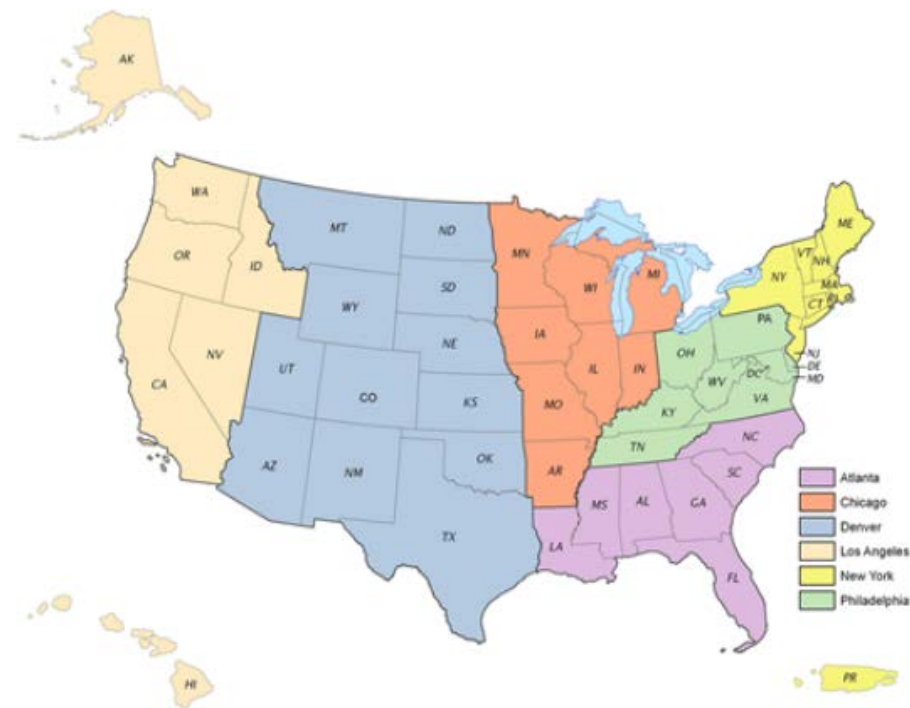 AK
WA
MT
ND
MN
ME
OR
ID
SD
WI
MI
VT
NH
NY
MA
WY
CT
IA
NE
PA
NV
UT
OH
NJ
CA
CO
KS
IL
IN
DE
MD
WV
DC
VA
MO
KY
TN
NC
AZ
NM
OK
AR
SC
MS
AL
GA
TX
LA
FL
Atlanta
Chicago
Denver
Los Angeles
New York
Philadelphia
HI
PR